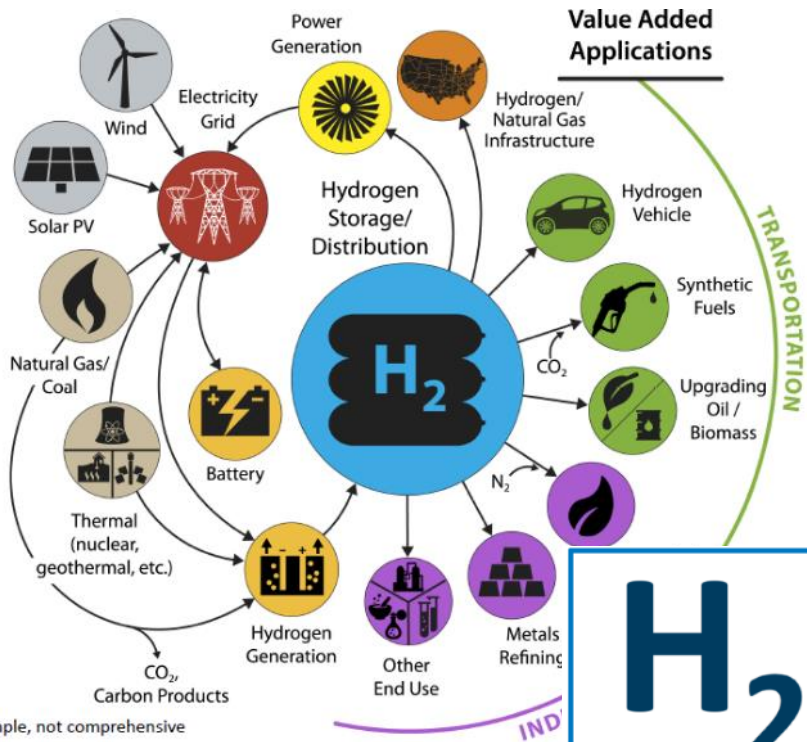 Value Added
Applications
Power
Generation
Electricity
Grid
Wind
Hydrogen/
Natural Gas
Infrastructure
Solar PV
Hydrogen
Storage/
Distribution
Hydrogen
Vehicle
TRANSPORTATION
Natural Gas/
Coal
H2
Synthetic
Fuels
CO2
Upgrading
Oil /
Biomass
Battery
N2
Thermal
(nuclear,
geothermal, etc.)
Hydrogen
Generation
Other
End Use
Metals
Refining
H2
CO2,
Carbon Products
not comprehensive